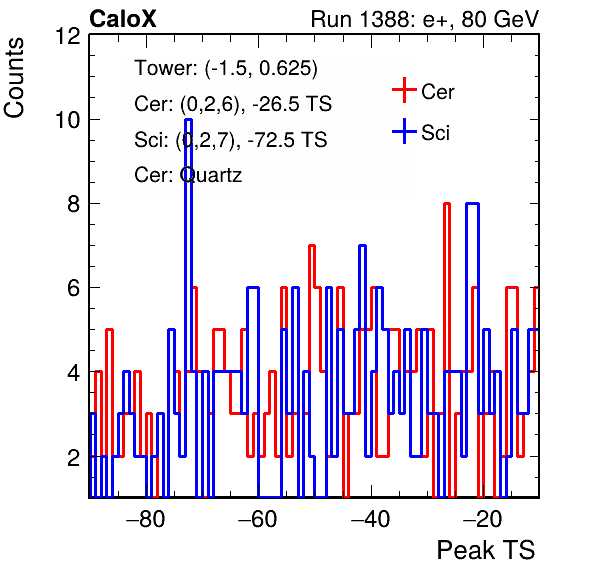 CaloX Run 1388: e+, 80 GeV
Counts
12
10
8
6
4
2
Tower: (-1.5, 0.625)
Cer: (0,2,6), -26.5 TS
Sci: (0,2,7), -72.5 TS
Cer: Quartz
Cer
Sci
−80 −60 −40 −20
Peak TS